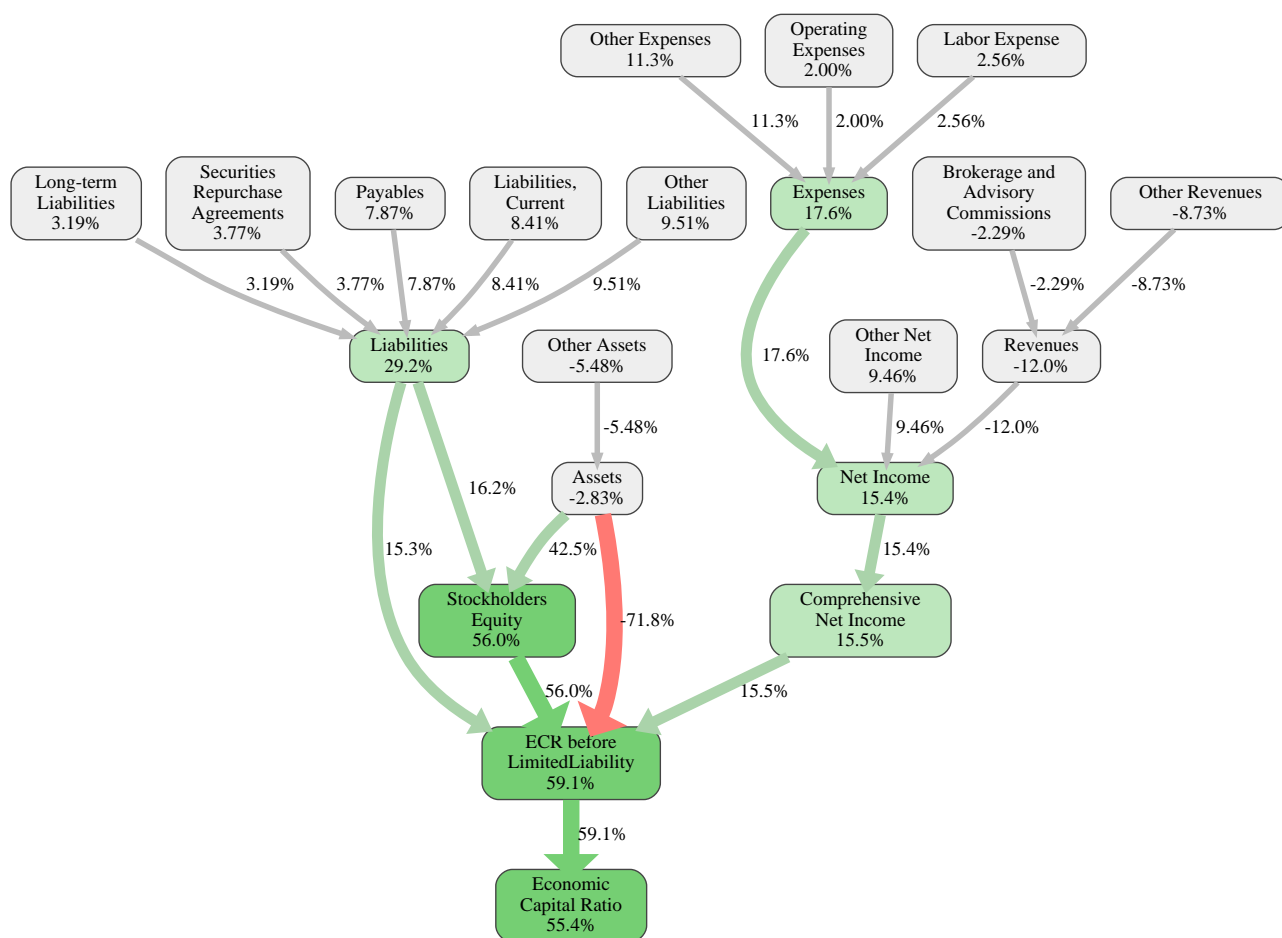 Other Expenses
11.3%
Operating
Expenses
2.00%
Labor Expense
2.56%
11.3%
2.00%
2.56%
Long-term
Liabilities
3.19%
Securities
Repurchase
Agreements
3.77%
Payables
7.87%
Liabilities,
Current
8.41%
Other
Liabilities
9.51%
Expenses
17.6%
Brokerage and
Advisory
Commissions
-2.29%
Other Revenues
-8.73%
3.19%
3.77%
7.87%
8.41%
9.51%
-2.29%
-8.73%
Liabilities
29.2%
Other Assets
-5.48%
17.6%
Other Net
Income
9.46%
Revenues
-12.0%
-5.48%
9.46%
-12.0%
Assets
-2.83%
Net Income
15.4%
16.2%
15.3%
42.5%
-71.8%
15.4%
Stockholders
Equity
56.0%
Comprehensive
Net Income
15.5%
56.0%
15.5%
ECR before
LimitedLiability
59.1%
59.1%
Economic
Capital Ratio
55.4%